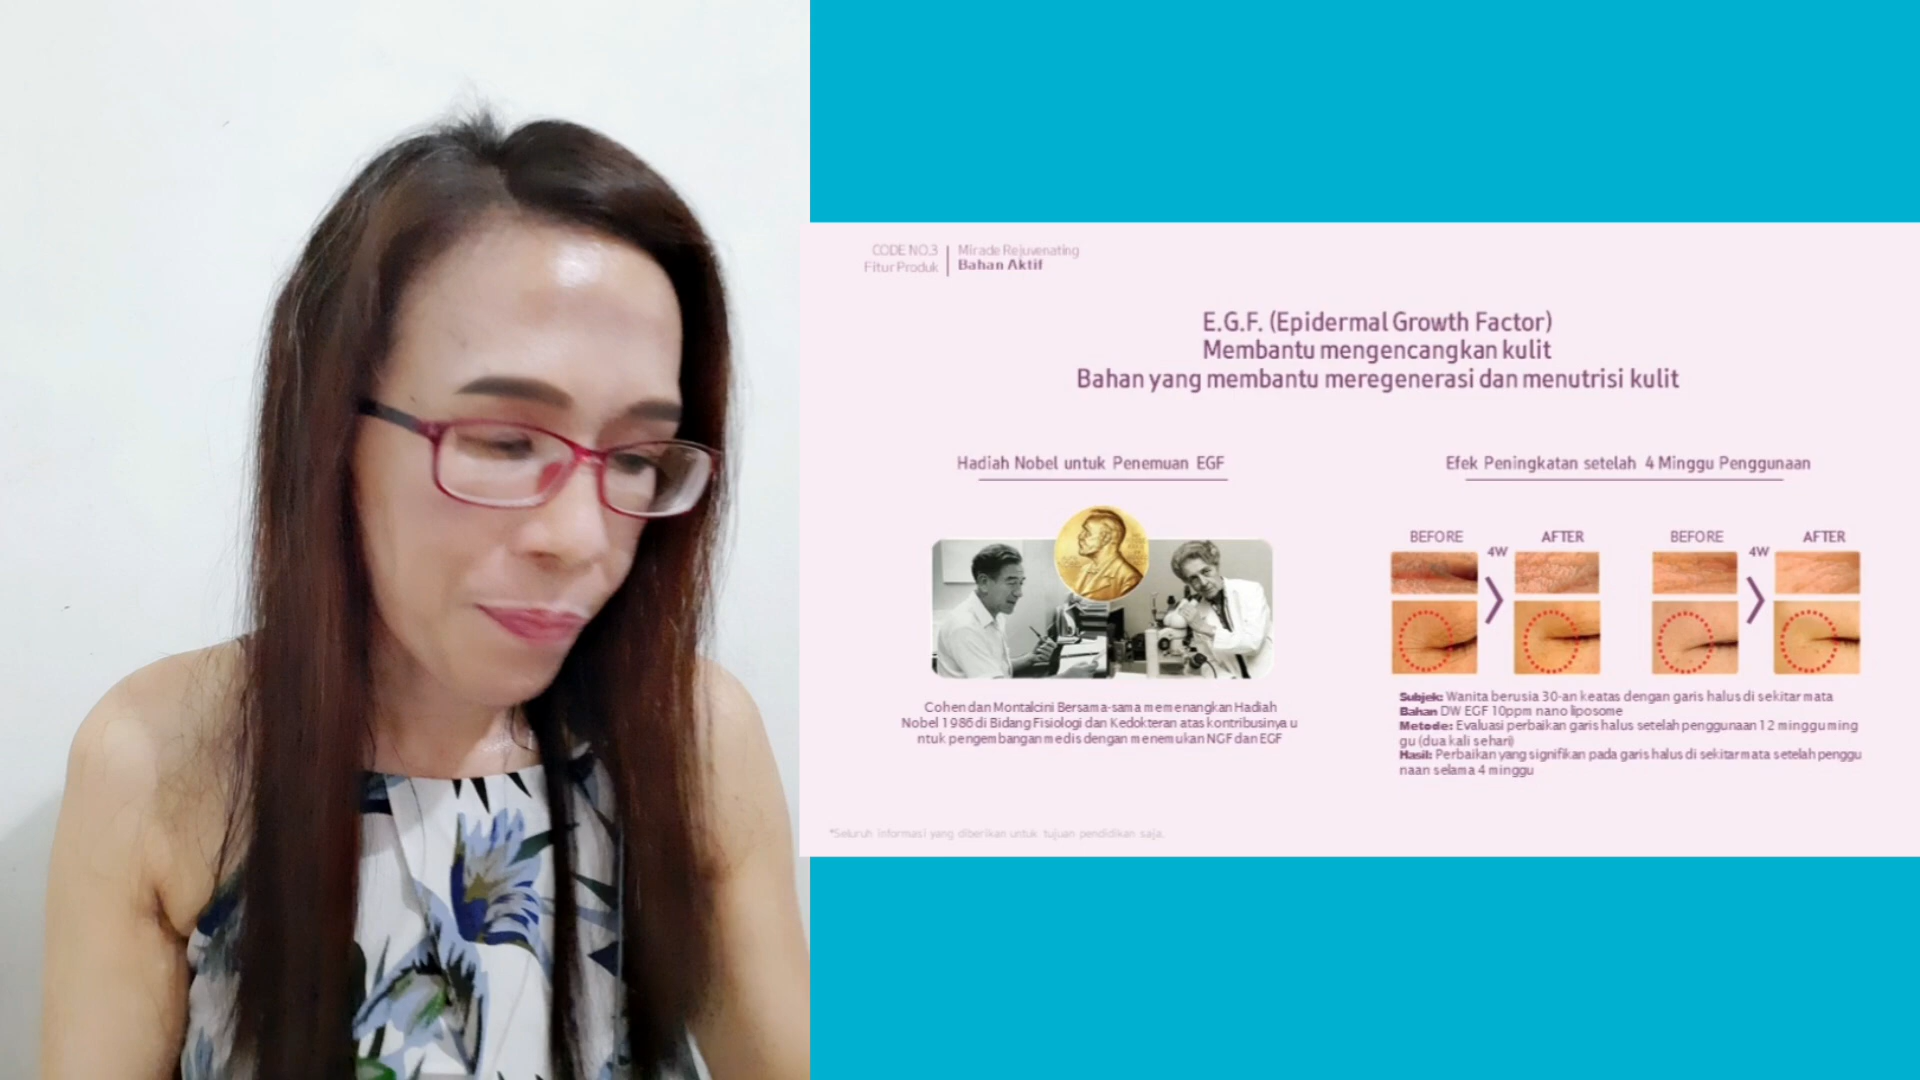 CODE NO.3
Fitur Produk
Mirade Rejuvenating
Bahan Aktif
E.G.F. (Epidermal Growth Factor)
Membantu mengencangkan kulit
Bahan yang membantu meregenerasi dan menutrisi kulit
Hadiah Nobel untuk Penemuan EGF
Cohen dan Montalcini Bersama-sama memenangkan Hadiah
Nobel 1986 di Bidang Fisiologi dan Kedokteran atas kontribusinya u
ntuk pengembangan medis dengan menemukan NGF dan EGF
Efek Peningkatan setelah 4 Minggu Penggunaan
BEFORE 4W AFTER
BEFORE 4W AFTER
Subjek: Wanita berusia 30-an keatas dengan garis halus di sekitar mata
Bahan DW EGF 10ppm nano liposome
Metode: Evaluasi perbaikan garis halus setelah penggunaan 12 minggu ming
gu (dua kali sehari)
Hasil: Perbaikan yang signifikan pada garis halus di sekitar mata setelah penggu
naan selama 4 minggu
*Seluruh informasi yang diberikan untuk tujuan pendidikan saja.